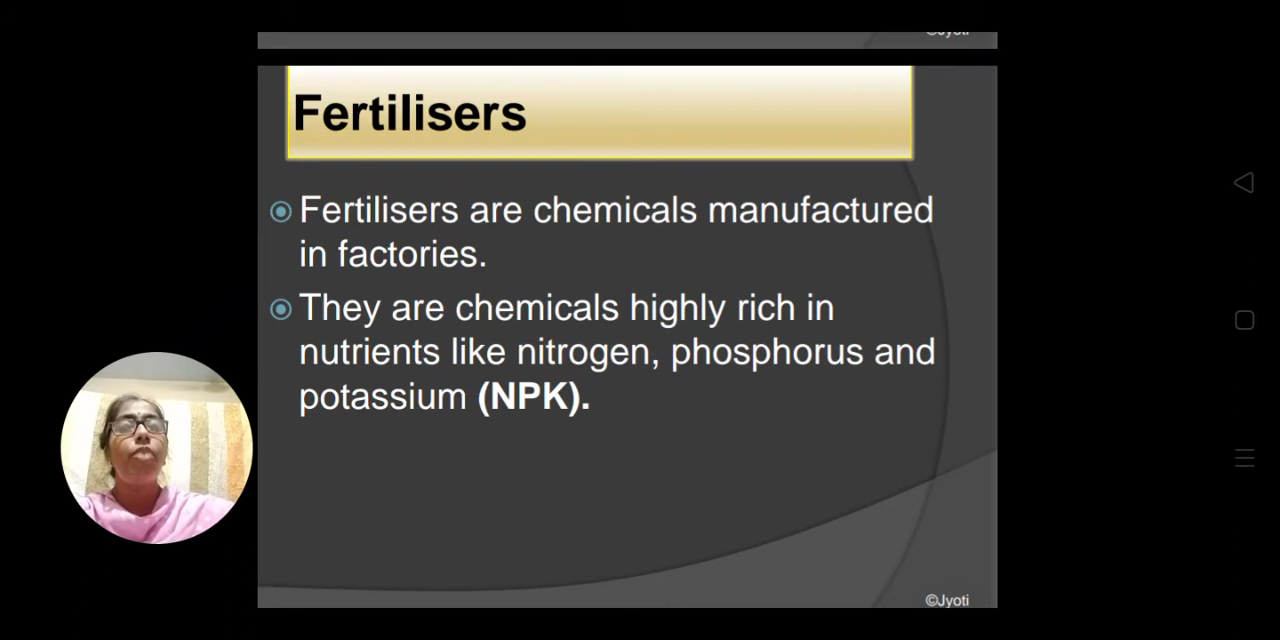 ©Jyoti
Fertilisers
Fertilisers are chemicals manufactured
in factories.
They are chemicals highly rich in
nutrients like nitrogen, phosphorus and
potassium (NPK).
©Jyoti